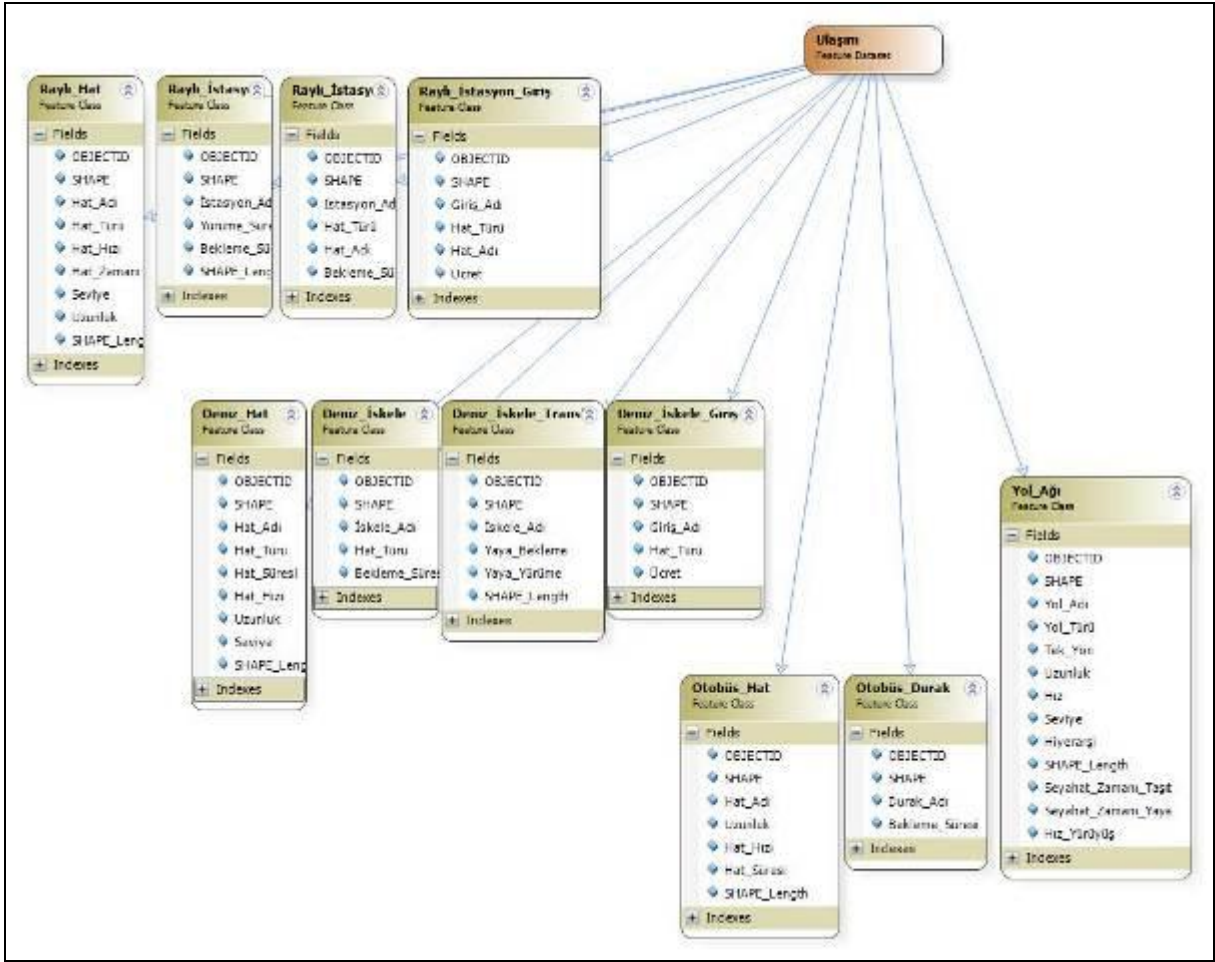 Ulaşım
Feature Dataset
Raylı_Hat
Feature Class
Fields
OBJECTID
SHAPE
Hat_Adı
Hat_Türü
Hat_Hızı
Hat_Zamanı
Seviye
Uzunluk
SHAPE_Leng
Indexes
Raylı_İstasy
Feature Class
Fields
OBJECTID
SHAPE
İstasyon_Ad
Yürüme_Süre
Bekleme_Sü
SHAPE_Leng
Indexes
Raylı_İstasy
Feature Class
Fields
OBJECTID
SHAPE
İstasyon_Ad
Hat_Türü
Hat_Adı
Bekleme_Sü
Indexes
Raylı_İstasyon_Giriş
Feature Class
Fields
OBJECTID
SHAPE
Giriş_Adı
Hat_Türü
Hat_Adı
Ücret
Indexes
Deniz_Hat
Feature Class
Fields
OBJECTID
SHAPE
Hat_Adı
Hat_Türü
Hat_Süresi
Hat_Hızı
Uzunluk
Seviye
SHAPE_Leng
Indexes
Deniz_İskele
Feature Class
Fields
OBJECTID
SHAPE
İskele_Adı
Hat_Türü
Bekleme_Süres
Indexes
Deniz_İskele_Trans
Feature Class
Fields
OBJECTID
SHAPE
İskele_Adı
Yaya_Bekleme
Yaya_Yürüme
SHAPE_Length
Indexes
Deniz_İskele_Giriş
Feature Class
Fields
OBJECTID
SHAPE
Giriş_Adı
Hat_Türü
Ücret
Indexes
Yol_Ağı
Feature Class
Fields
OBJECTID
SHAPE
Yol_Adı
Yol_Türü
Tek_Yön
Uzunluk
Hız
Seviye
Hiyerarşi
SHAPE_Length
Seyahat_Zamanı_Taşıt
Seyahat_Zamanı_Yaya
Hız_Yürüyüş
Indexes
Otobüs_Hat
Feature Class
Fields
OBJECTID
SHAPE
Hat_Adı
Uzunluk
Hat_Hızı
Hat_Süresi
SHAPE_Length
Indexes
Otobüs_Durak
Feature Class
Fields
OBJECTID
SHAPE
Durak_Adı
Bekleme_Süresi
Indexes